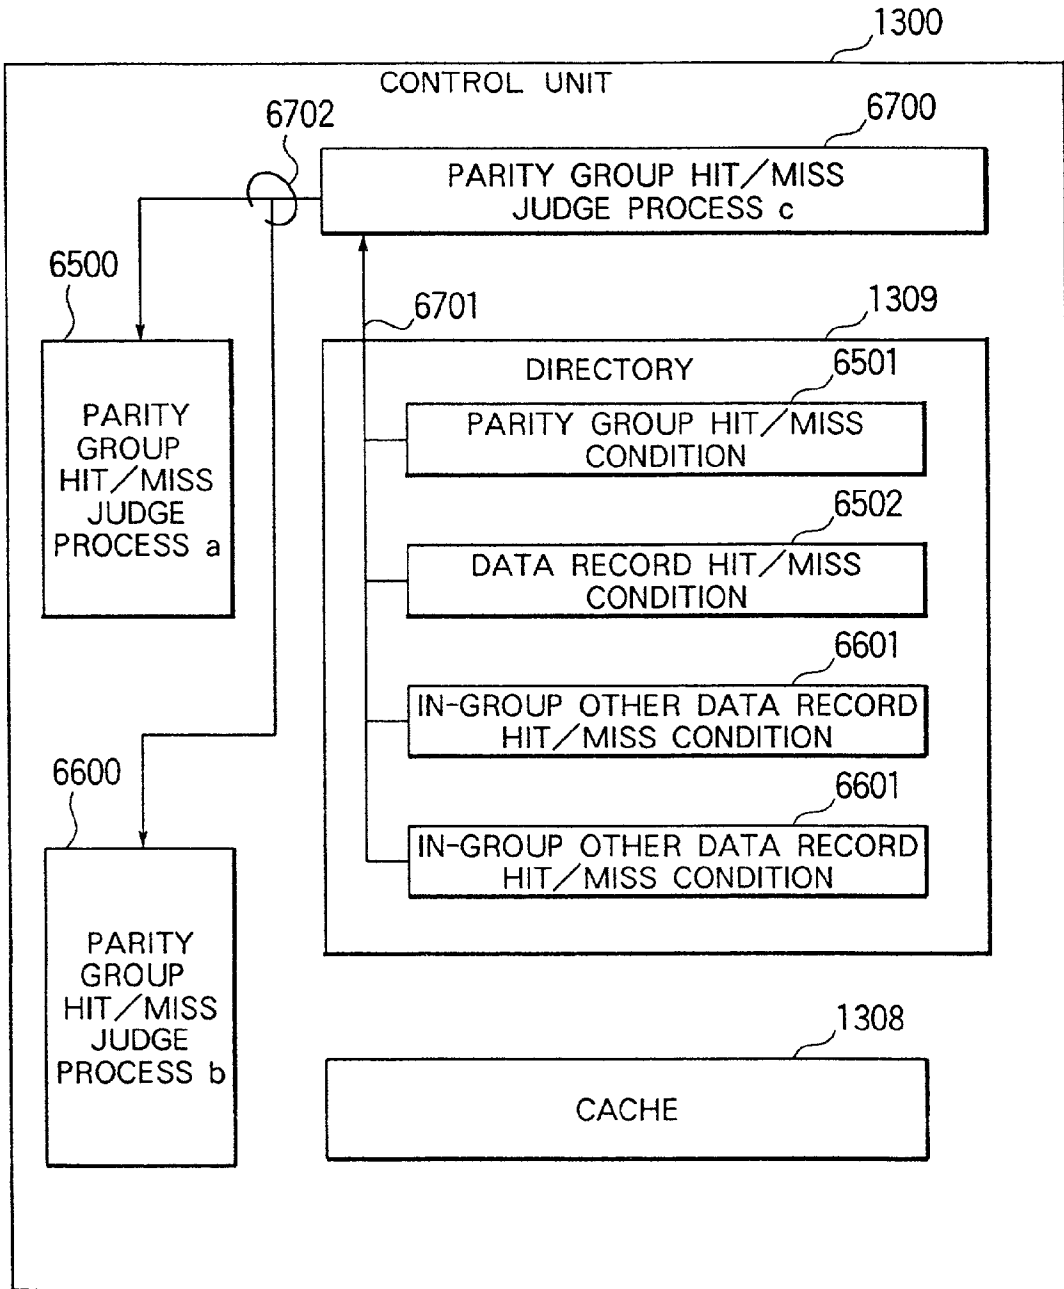 1300
CONTROL UNIT
6702
6700
PARITY GROUP HIT/MISS
JUDGE PROCESS c
6500
6701
1309
PARITY
GROUP
HIT/MISS
JUDGE
PROCESS a
DIRECTORY
6501
PARITY GROUP HIT/MISS
CONDITION
6502
DATA RECORD HIT/MISS
CONDITION
6601
IN-GROUP OTHER DATA RECORD
HIT/MISS CONDITION
6600
6601
IN-GROUP OTHER DATA RECORD
HIT/MISS CONDITION
PARITY
GROUP
HIT/MISS
JUDGE
PROCESS b
1308
CACHE